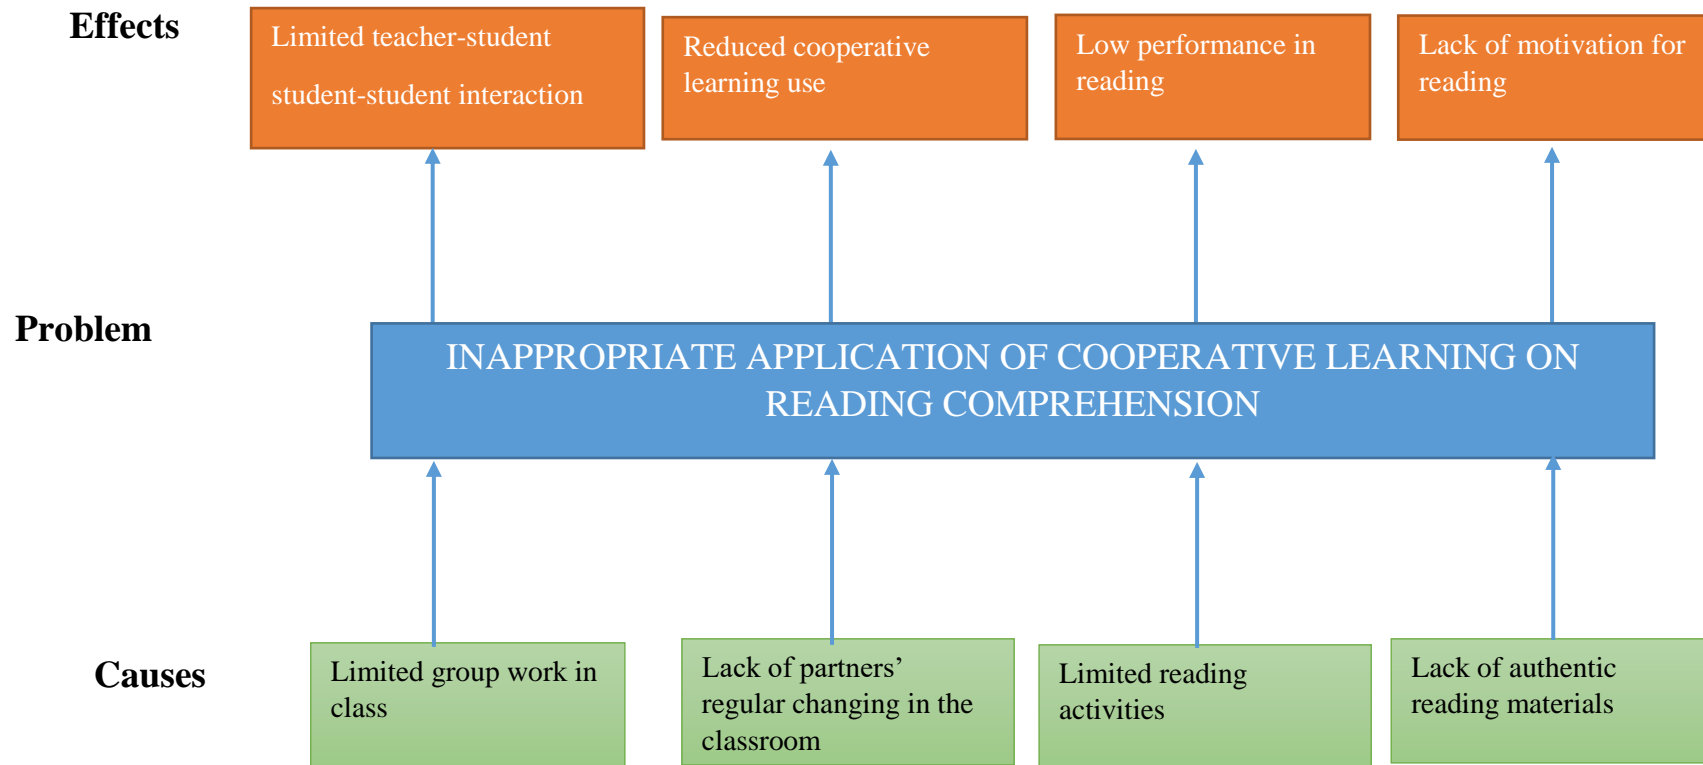 Effects
Limited teacher-student
student-student interaction
Reduced cooperative
learning use
Low performance in
reading
Lack of motivation for
reading
Problem
INAPPROPRIATE APPLICATION OF COOPERATIVE LEARNING ON
READING COMPREHENSION
Causes
Limited group work in
class
Lack of partners’
regular changing in the
classroom
Limited reading
activities
Lack of authentic
reading materials